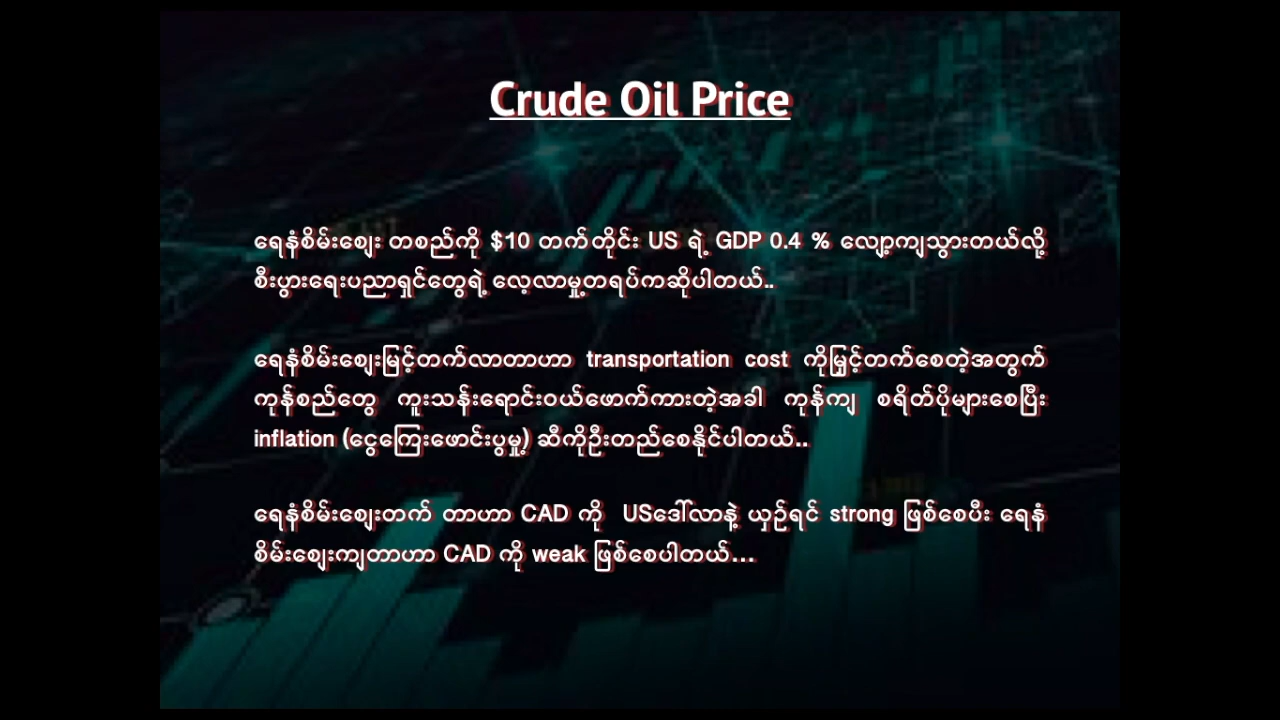 Crude Oil Price
ရေနံစိမ်းဈေး တစည်ကို $10 တက်တိုင်း US ရဲ့ GDP 0.4 % လျော့ကျသွားတယ်လို့
စီးပွားရေးပညာရှင်တွေရဲ့ လေ့လာမှု့တရပ်ကဆိုပါတယ်..
ရေနံစိမ်းဈေးမြင့်တက်လာတာဟာ transportation cost ကိုမြှင့်တက်စေတဲ့အတွက်
ကုန်စည်တွေ ကူးသန်းရောင်းဝယ်ဖောက်ကားတဲ့အခါ ကုန်ကျ စရိတ်ပိုများစေပြီး
inflation (ငွေကြေးဖောင်းပွမှု့) ဆီကိုဦးတည်စေနိုင်ပါတယ်..
ရေနံစိမ်းဈေးတက် တာဟာ CAD ကို USဒေါ်လာနဲ့ ယှဉ်ရင် strong ဖြစ်စေပီး ရေနံ
စိမ်းဈေးကျတာဟာ CAD ကို weak ဖြစ်စေပါတယ်...